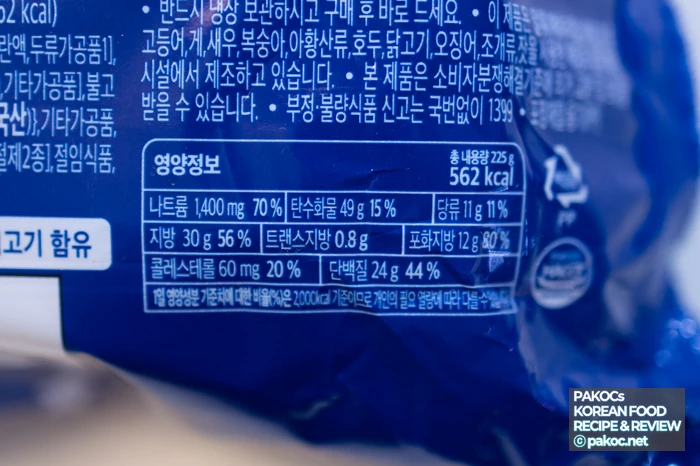 62 kcal)
• 반드시 냉장 보관하시고 구매 후 바로 드세요. • 이 제품은
란액,두류가공품1],
고등어,게,새우,복숭아,아황산류,호두,닭고기,오징어,조개류,잣을
,기타가공품],불고
시설에서 제조하고 있습니다. • 본 제품은 소비자분쟁해결기준에
국산)},기타가공품,
받을 수 있습니다. • 부정·불량식품 신고는 국번없이 1399 •
절제2종],절임식품,
고기 함유
영양정보
총 내용량 225 g
562 kcal
나트륨 1,400 mg 70 % 탄수화물 49 g 15 % 당류 11 g 11 %
지방 30 g 56 % 트랜스지방 0.8 g 포화지방 12 g 80 %
콜레스테롤 60 mg 20 % 단백질 24 g 44 %
1일 영양성분 기준치에 대한 비율(%)은 2,000kcal 기준이므로 개인의 필요 열량에 따라 다를 수
PP
PAKOCs
KOREAN FOOD
RECIPE & REVIEW
ⓒ pakoc.net